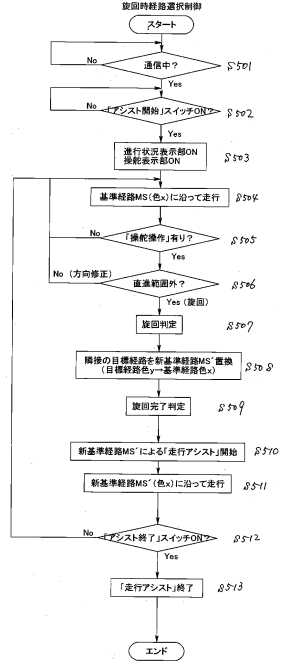 旋回時経路選択制御
スタート
通信中?
S501
No
Yes
「アシスト開始」スイッチON?
S502
No
Yes
進行状況表示部ON
操舵表示部ON
S503
基準経路MS(色x)に沿って走行
S504
「操舵操作」有り?
S505
No
Yes
直進範囲外?
S506
No(方向修正)
Yes(旋回)
旋回判定
S507
隣接の目標経路を新基準経路MS´置換
(目標経路色y→基準経路色x)
S508
旋回完了判定
S509
新基準経路MS´による「走行アシスト」開始
S510
新基準経路MS´(色x)に沿って走行
S511
「アシスト終了」スイッチON?
S512
No
Yes
「走行アシスト」終了
S513
エンド